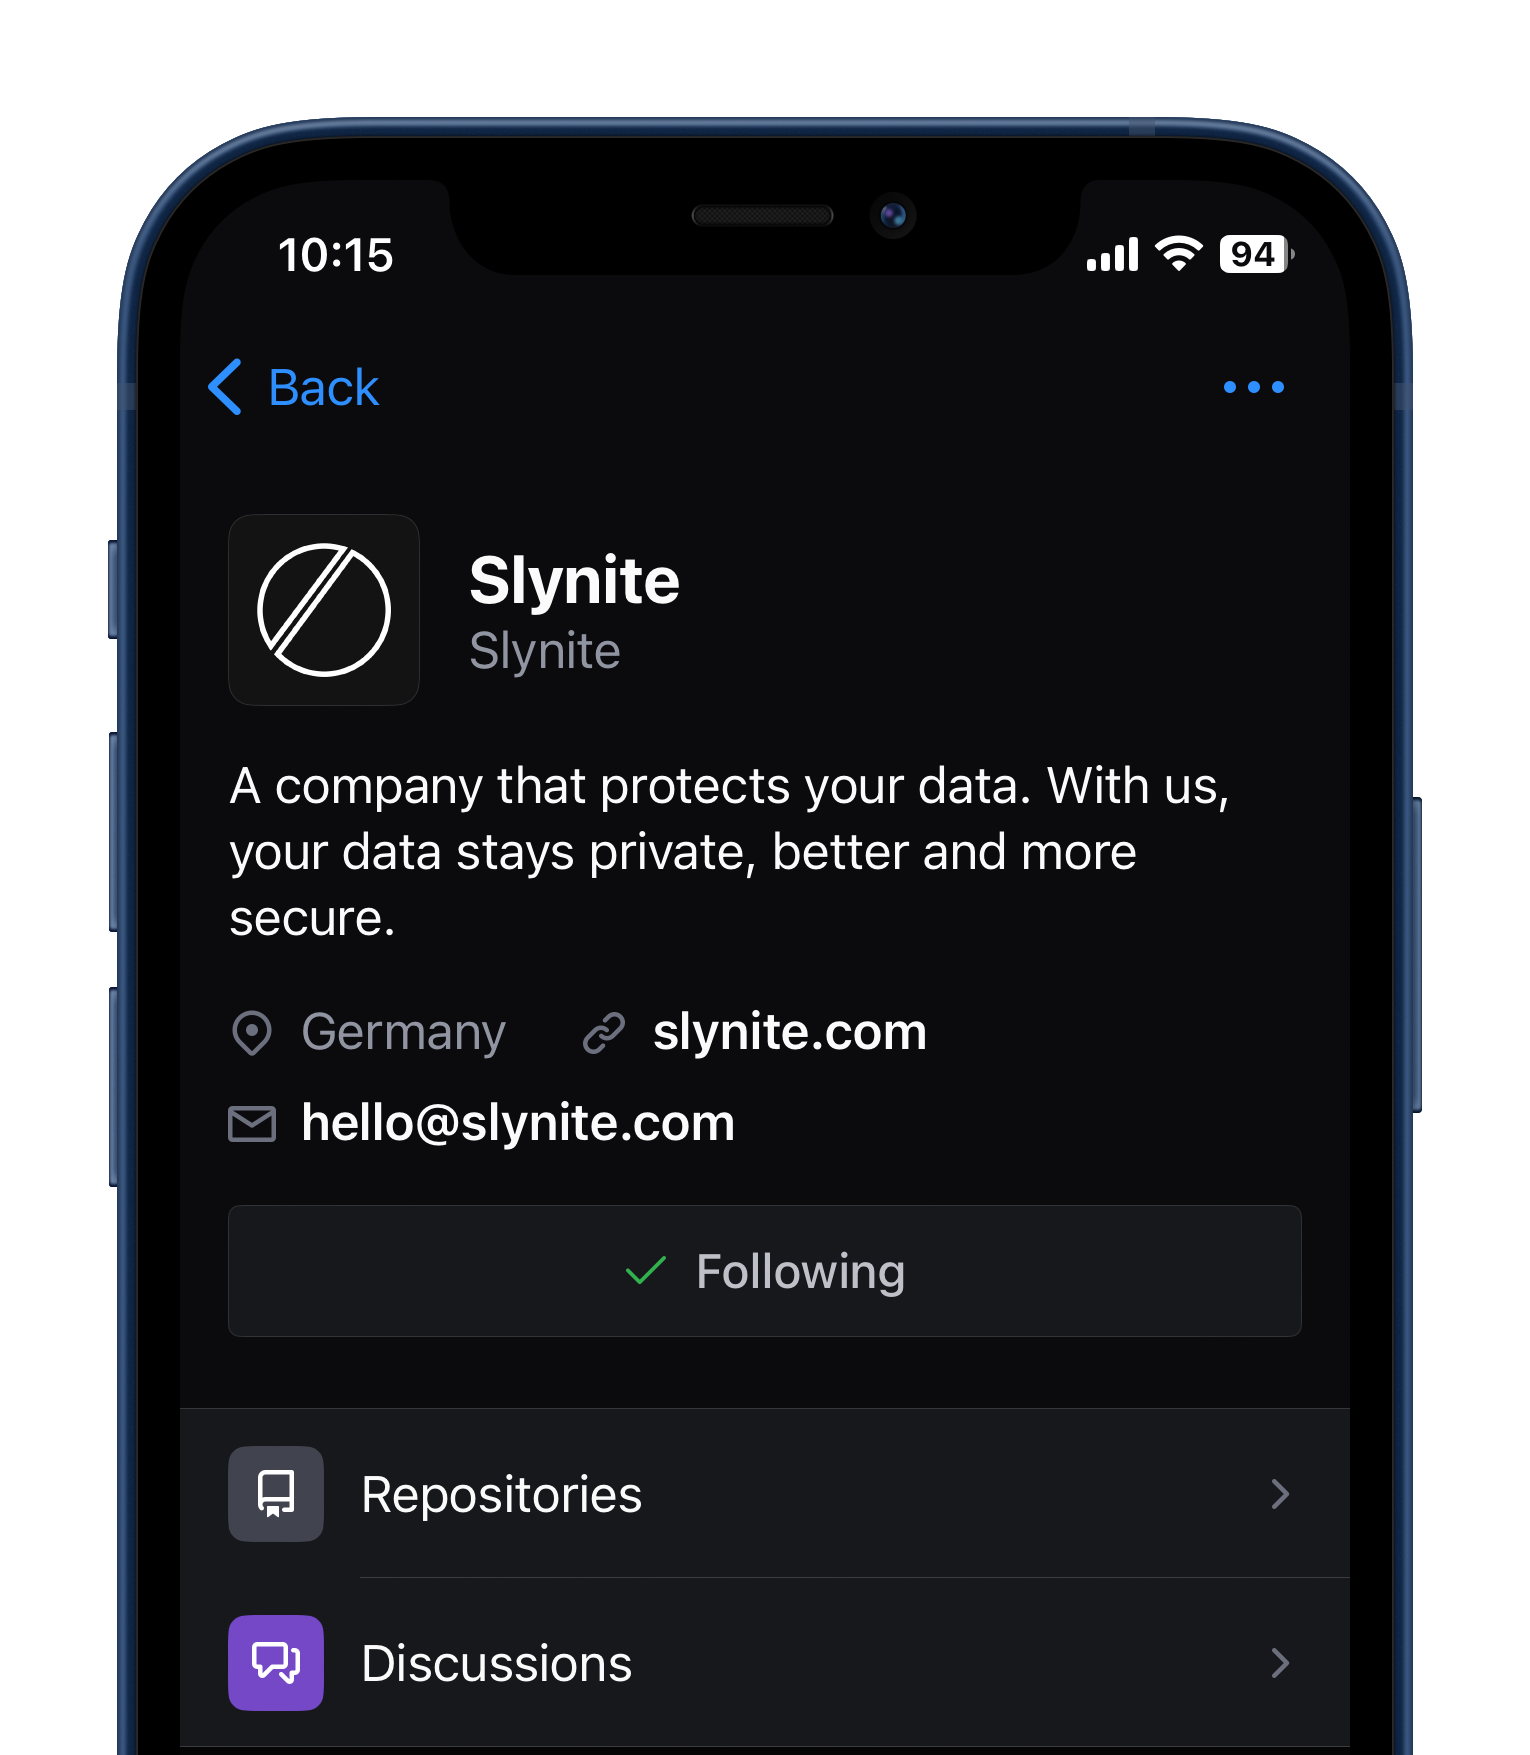 10:15
94
Back
Slynite
Slynite
A company that protects your data. With us,
your data stays private, better and more
secure.
Germany slynite.com
hello@slynite.com
Following
Repositories
Discussions